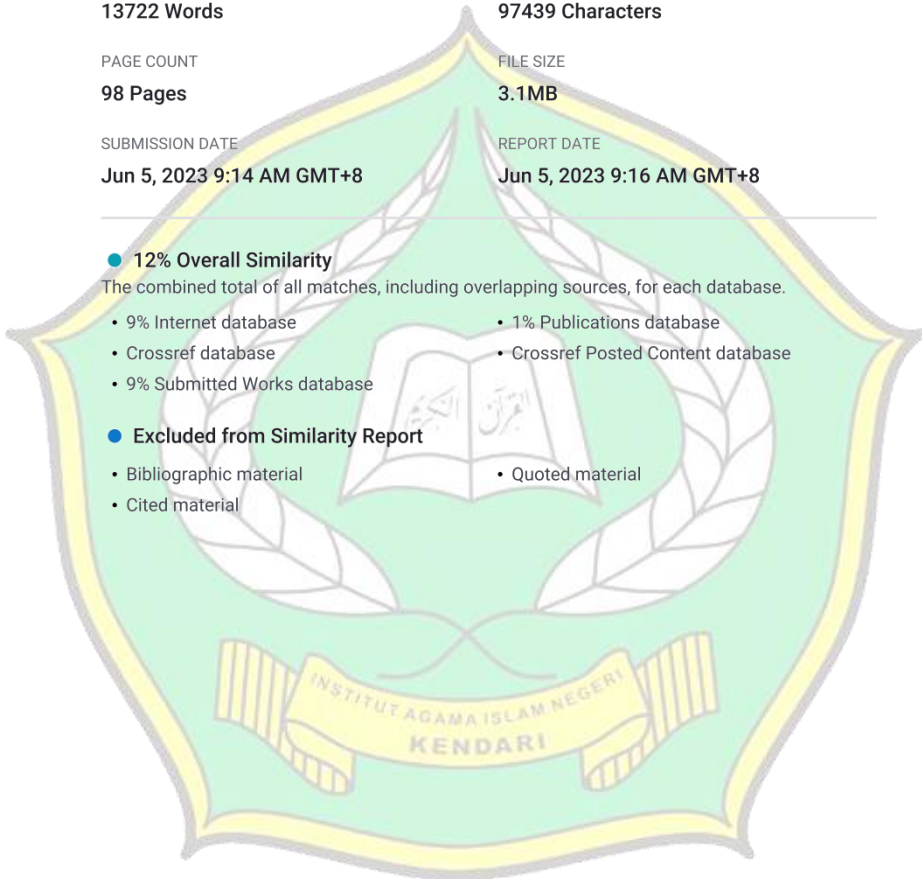 13722 Words
97439 Characters
PAGE COUNT
FILE SIZE
98 Pages
3.1MB
SUBMISSION DATE
REPORT DATE
Jun 5, 2023 9:14 AM GMT+8
Jun 5, 2023 9:16 AM GMT+8
12% Overall Similarity
The combined total of all matches, including overlapping sources, for each database.
• 9% Internet database
• 1% Publications database
• Crossref database
• Crossref Posted Content database
• 9% Submitted Works database
القرآن الكريم
Excluded from Similarity Report
• Bibliographic material
• Quoted material
• Cited material
INSTITUT AGAMA ISLAM NEGERI
KENDARI